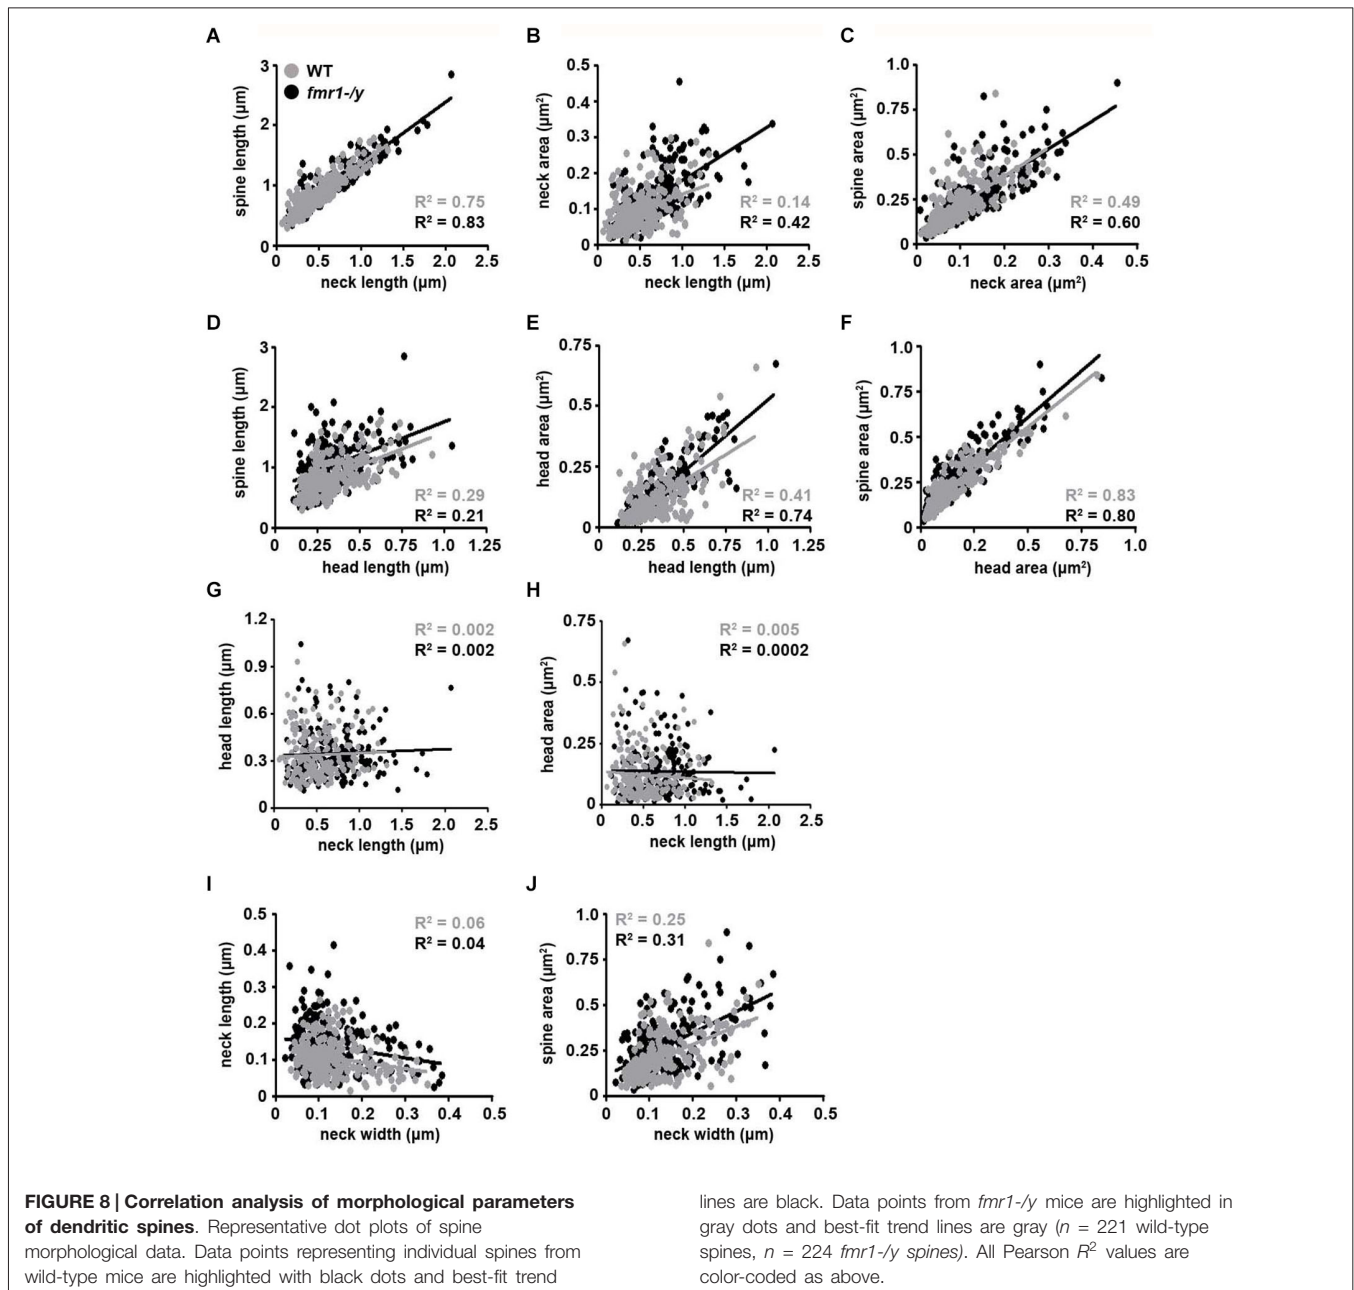 A
3
2
1
0
spine length (µm)
WT
fmr1-/y
R² = 0.75
R² = 0.83
0 0.5 1.0 1.5 2.0 2.5
neck length (µm)
B
0.5
0.4
0.3
0.2
0.1
0
neck area (µm²)
R² = 0.14
R² = 0.42
0 0.5 1.0 1.5 2.0 2.5
neck length (µm)
C
1.0
0.75
0.5
0.25
0
spine area (µm²)
R² = 0.49
R² = 0.60
0 0.1 0.2 0.3 0.4 0.5
neck area (µm²)
D
3
2
1
0
spine length (µm)
R² = 0.29
R² = 0.21
0 0.25 0.5 0.75 1.0 1.25
head length (µm)
E
0.75
0.5
0.25
0
head area (µm²)
R² = 0.41
R² = 0.74
0 0.25 0.5 0.75 1.0 1.25
head length (µm)
F
1.0
0.75
0.5
0.25
0
spine area (µm²)
R² = 0.83
R² = 0.80
0 0.25 0.5 0.75 1.0
head area (µm²)
G
1.2
0.9
0.6
0.3
0
head length (µm)
R² = 0.002
R² = 0.002
0 0.5 1.0 1.5 2.0 2.5
neck length (µm)
H
0.75
0.5
0.25
0
head area (µm²)
R² = 0.005
R² = 0.0002
0 0.5 1.0 1.5 2.0 2.5
neck length (µm)
I
0.5
0.4
0.3
0.2
0.1
0
neck length (µm)
R² = 0.06
R² = 0.04
0 0.1 0.2 0.3 0.4 0.5
neck width (µm)
J
1.0
0.75
0.5
0.25
0
spine area (µm²)
R² = 0.25
R² = 0.31
0 0.1 0.2 0.3 0.4 0.5
neck width (µm)
FIGURE 8 | Correlation analysis of morphological parameters
of dendritic spines. Representative dot plots of spine
morphological data. Data points representing individual spines from
wild-type mice are highlighted with black dots and best-fit trend
lines are black. Data points from fmr1-/y mice are highlighted in
gray dots and best-fit trend lines are gray (n = 221 wild-type
spines, n = 224 fmr1-/y spines). All Pearson R² values are
color-coded as above.